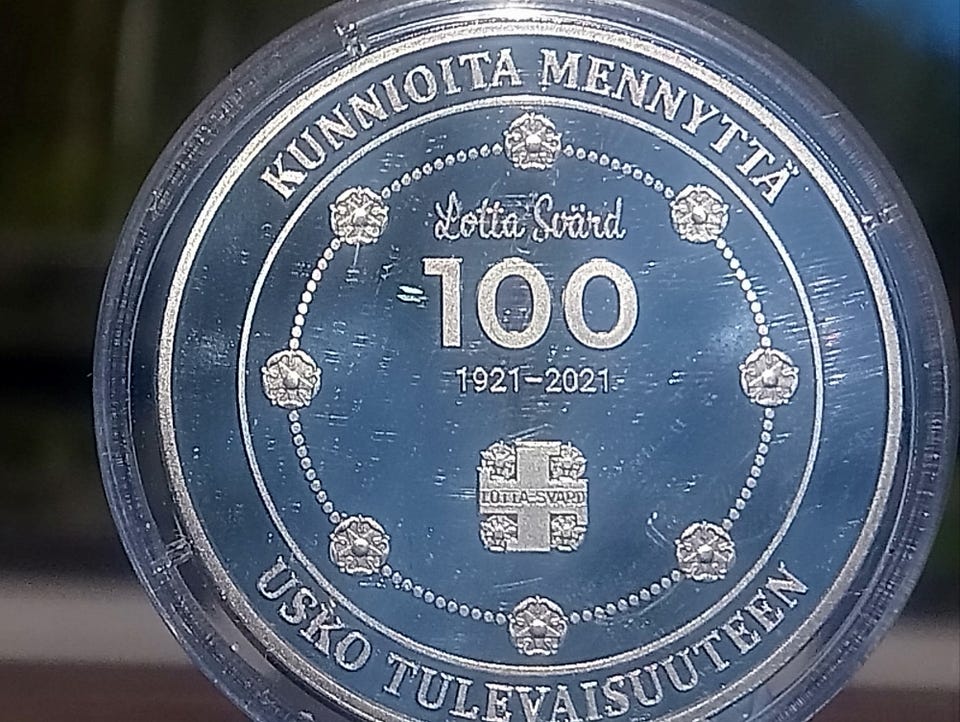 KUNNIOITA MENNYTTÄ
Lotta Svärd
100
1921-2021
LOTTA-SVÄRD
USKO TULEVAISUUTEEN